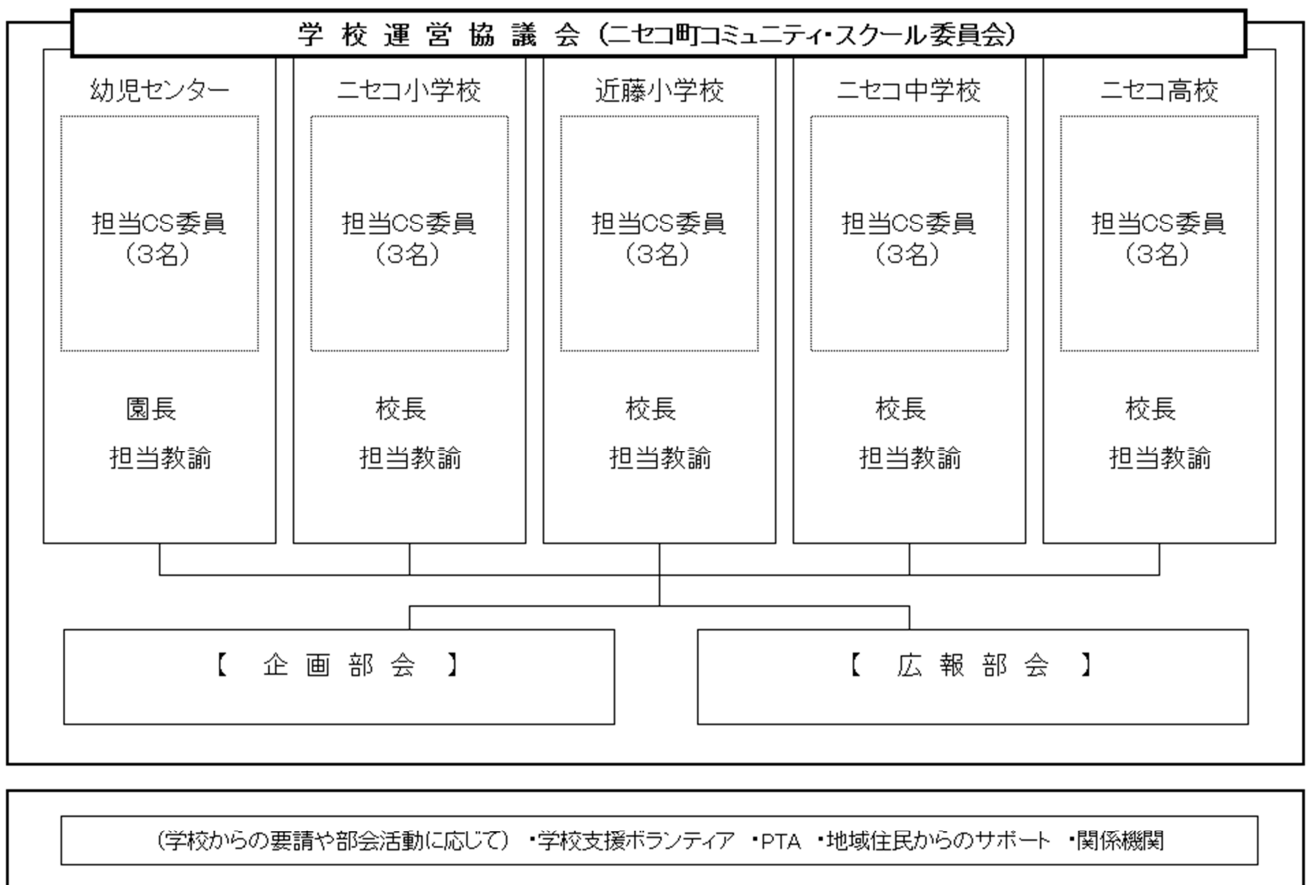 学 校 運 営 協 議 会 (ニセコ町コミュニティ・スクール委員会)
幼児センター
担当CS委員
(3名)
園長
担当教諭
ニセコ小学校
担当CS委員
(3名)
校長
担当教諭
近藤小学校
担当CS委員
(3名)
校長
担当教諭
ニセコ中学校
担当CS委員
(3名)
校長
担当教諭
ニセコ高校
担当CS委員
(3名)
校長
担当教諭
【 企 画 部 会 】
【 広 報 部 会 】
(学校からの要請や部会活動に応じて) ・学校支援ボランティア ・PTA ・地域住民からのサポート ・関係機関